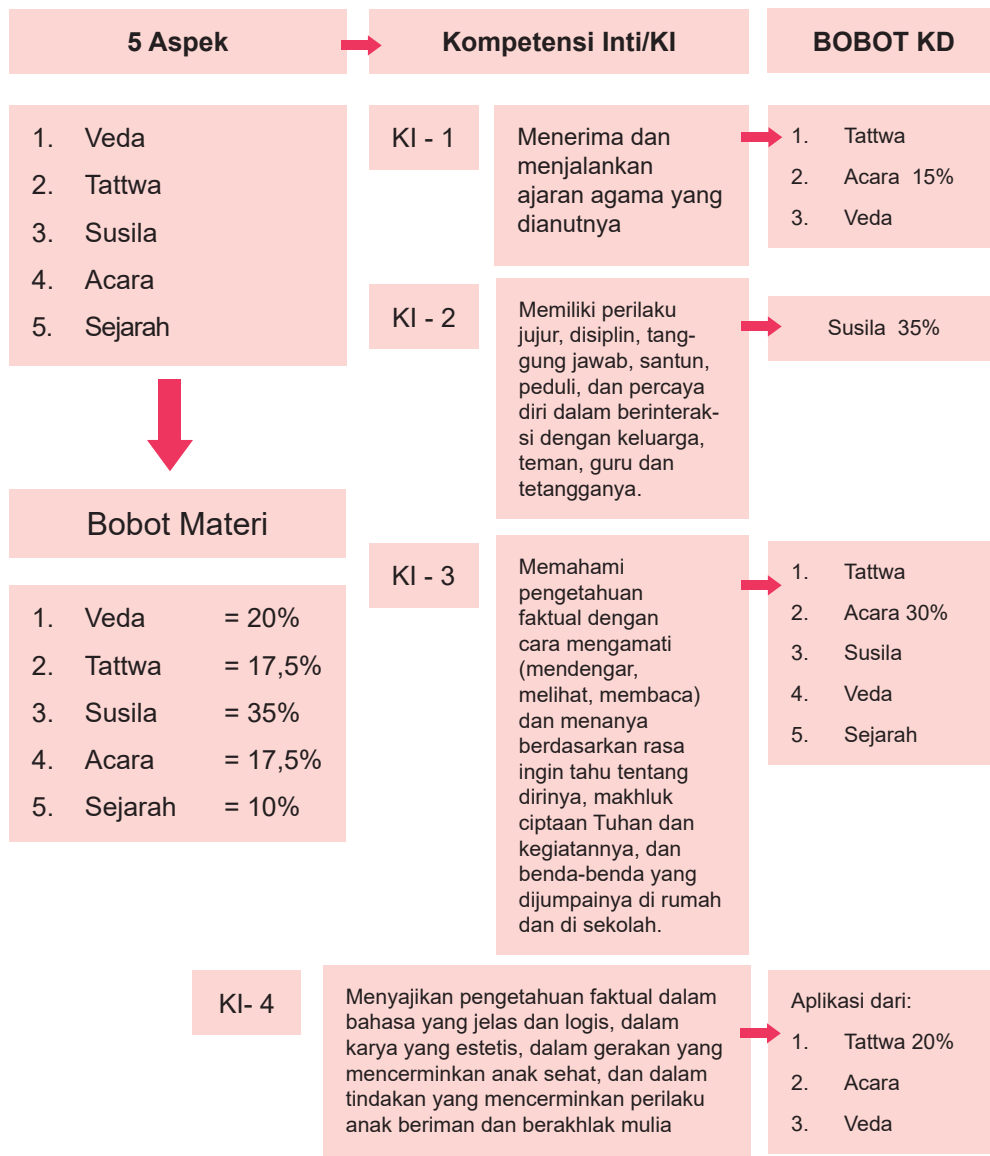 5 Aspek
Kompetensi Inti/KI
BOBOT KD
1. Veda
2. Tattwa
3. Susila
4. Acara
5. Sejarah
Bobot Materi
1. Veda = 20%
2. Tattwa = 17,5%
3. Susila = 35%
4. Acara = 17,5%
5. Sejarah = 10%
KI - 1
Menerima dan
menjalankan
ajaran agama yang
dianutnya
1. Tattwa
2. Acara 15%
3. Veda
KI - 2
Memiliki perilaku
jujur, disiplin, tang-
gung jawab, santun,
peduli, dan percaya
diri dalam berinterak-
si dengan keluarga,
teman, guru dan
tetangganya.
Susila 35%
KI - 3
Memahami
pengetahuan
faktual dengan
cara mengamati
(mendengar,
melihat, membaca)
dan menanya
berdasarkan rasa
ingin tahu tentang
dirinya, makhluk
ciptaan Tuhan dan
kegiatannya, dan
benda-benda yang
dijumpainya di rumah
dan di sekolah.
1. Tattwa
2. Acara 30%
3. Susila
4. Veda
5. Sejarah
KI- 4
Menyajikan pengetahuan faktual dalam
bahasa yang jelas dan logis, dalam
karya yang estetis, dalam gerakan yang
mencerminkan anak sehat, dan dalam
tindakan yang mencerminkan perilaku
anak beriman dan berakhlak mulia
Aplikasi dari:
1. Tattwa 20%
2. Acara
3. Veda